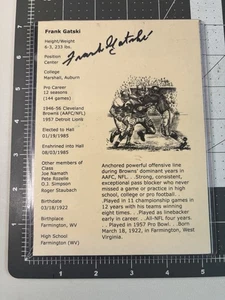 Frank Gatski
Height/Weight
6-3, 233 lbs.
Position
Center
College
Marshall, Auburn
Pro Career
12 seasons
(144 games)
1946-56 Cleveland
Browns (AAFC/NFL)
1957 Detroit Lions
Elected to Hall
01/19/1985
Enshrined into Hall
08/03/1985
Other members of
Class
Joe Namath
Pete Rozelle
O.J. Simpson
Roger Staubach
Birthdate
03/18/1922
Birthplace
Farmington, WV
High School
Farmington (WV)
Frank Gatski
Anchored powerful offensive line
during Browns' dominant years in
AAFC, NFL... Strong, consistent,
exceptional pass blocker who never
missed a game or practice in high
school, college or pro football...
Played in 11 championship games in
12 years with his teams winning
eight times. ...Played as linebacker
early in career. ...All-NFL four years.
...Played in 1957 Pro Bowl. ...Born
March 18, 1922, in Farmington, West
Virginia.